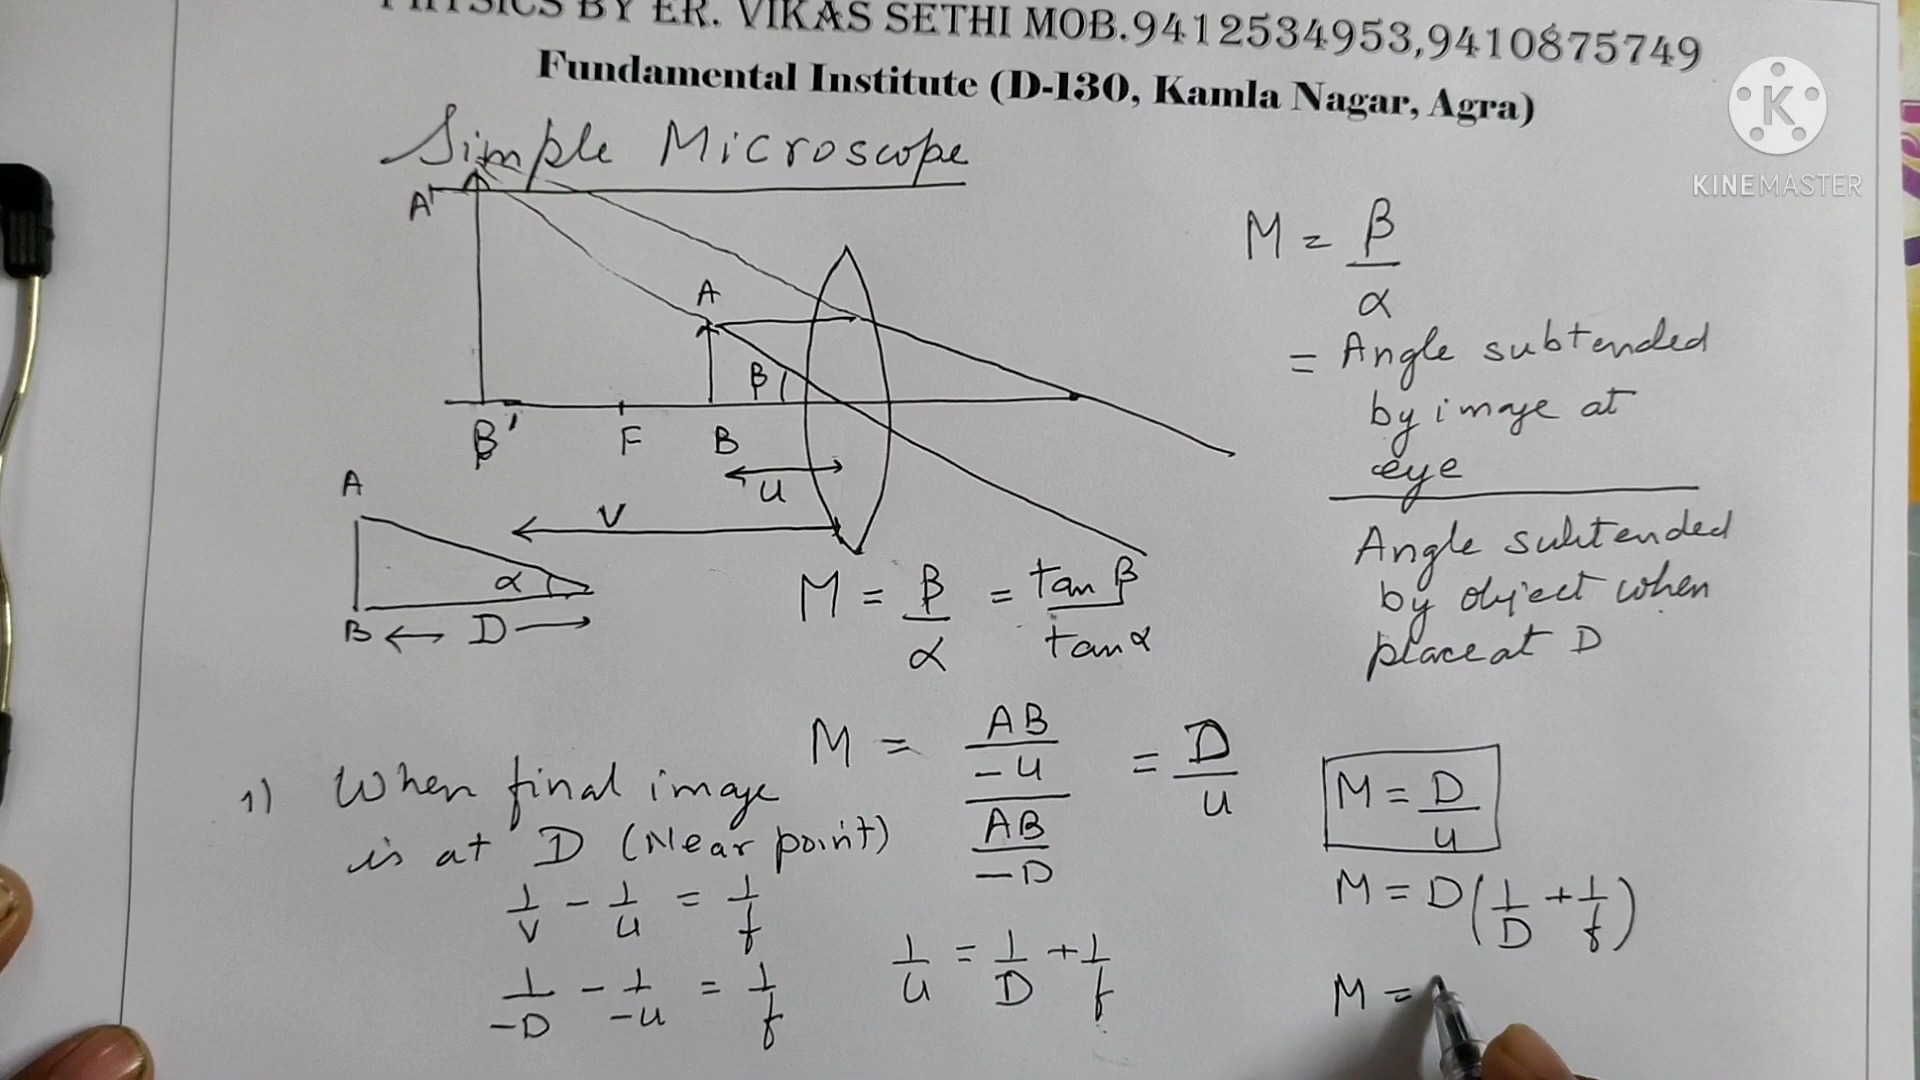 PHYSICS BY ER. VIKAS SETHI MOB.9412534953,9410875749
Fundamental Institute (D-130, Kamla Nagar, Agra)
K
KINEMASTER
Simple Microscope
A'
A
β
B'
F
B
u
v
A
α
B
D
M = β/α
= Angle subtended
by image at
eye
Angle subtended
by object when
place at D
M = β/α = tan β/tan α
M = (AB/-u)/(AB/-D) = D/u
M = D/u
1) When final image
is at D (Near point)
1/v - 1/u = 1/f
1/-D - 1/-u = 1/f
1/u = 1/D + 1/f
M = D(1/D + 1/f)
M =